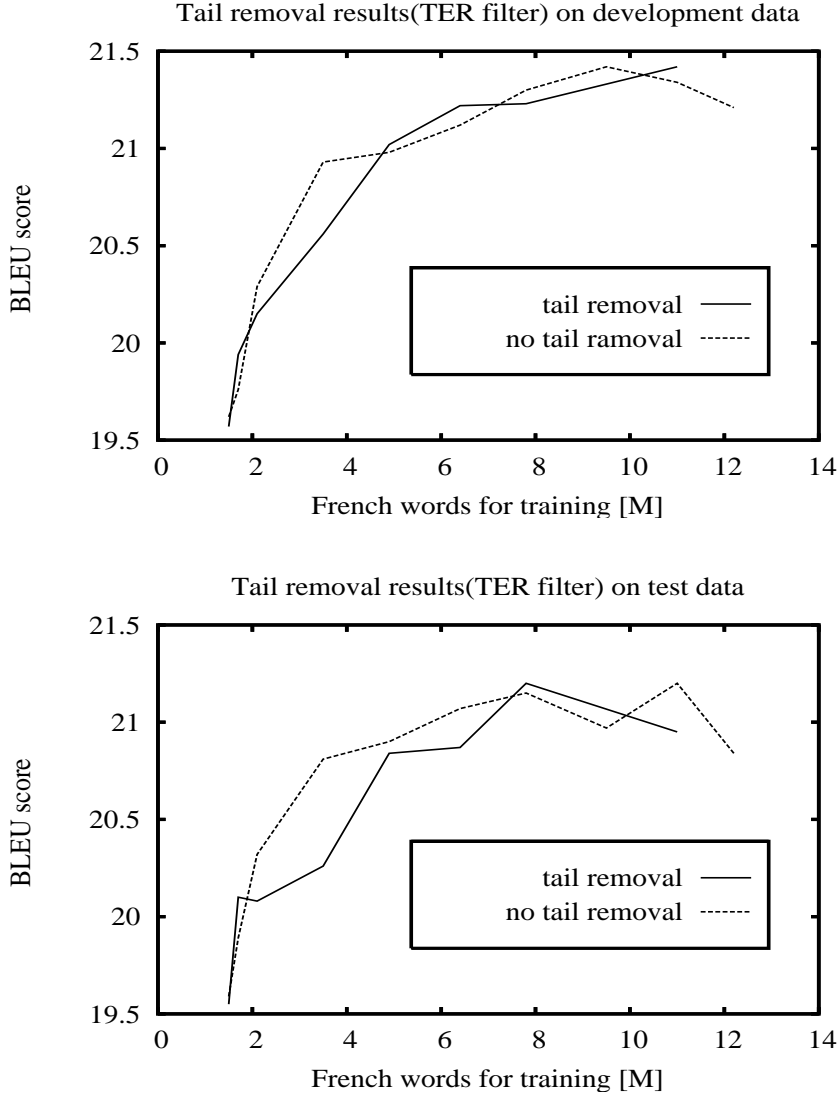 Tail removal results(TER filter) on development data
21.5
21
20.5
20
19.5
BLEU score
tail removal
no tail ramoval
0 2 4 6 8 10 12 14
French words for training [M]
Tail removal results(TER filter) on test data
21.5
21
20.5
20
19.5
BLEU score
tail removal
no tail removal
0 2 4 6 8 10 12 14
French words for training [M]